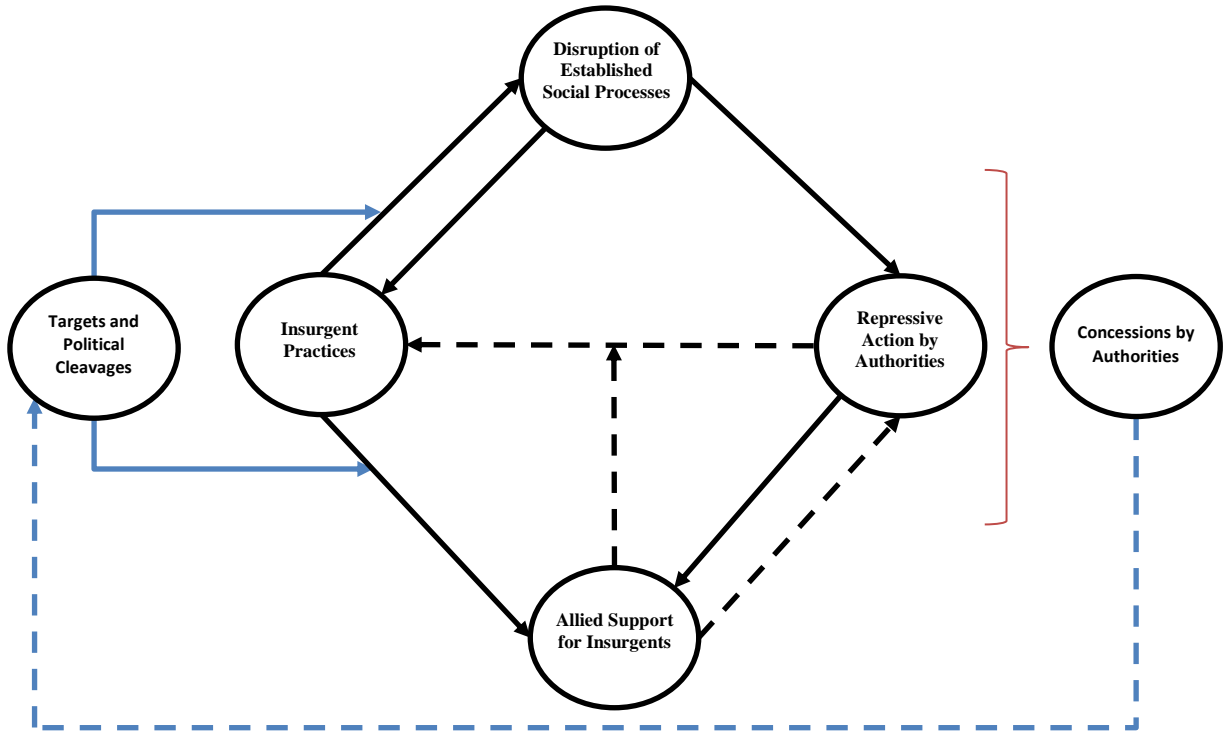 Disruption of
Established
Social Processes
Targets and
Political
Cleavages
Insurgent
Practices
Repressive
Action by
Authorities
Concessions by
Authorities
Allied Support
for Insurgents